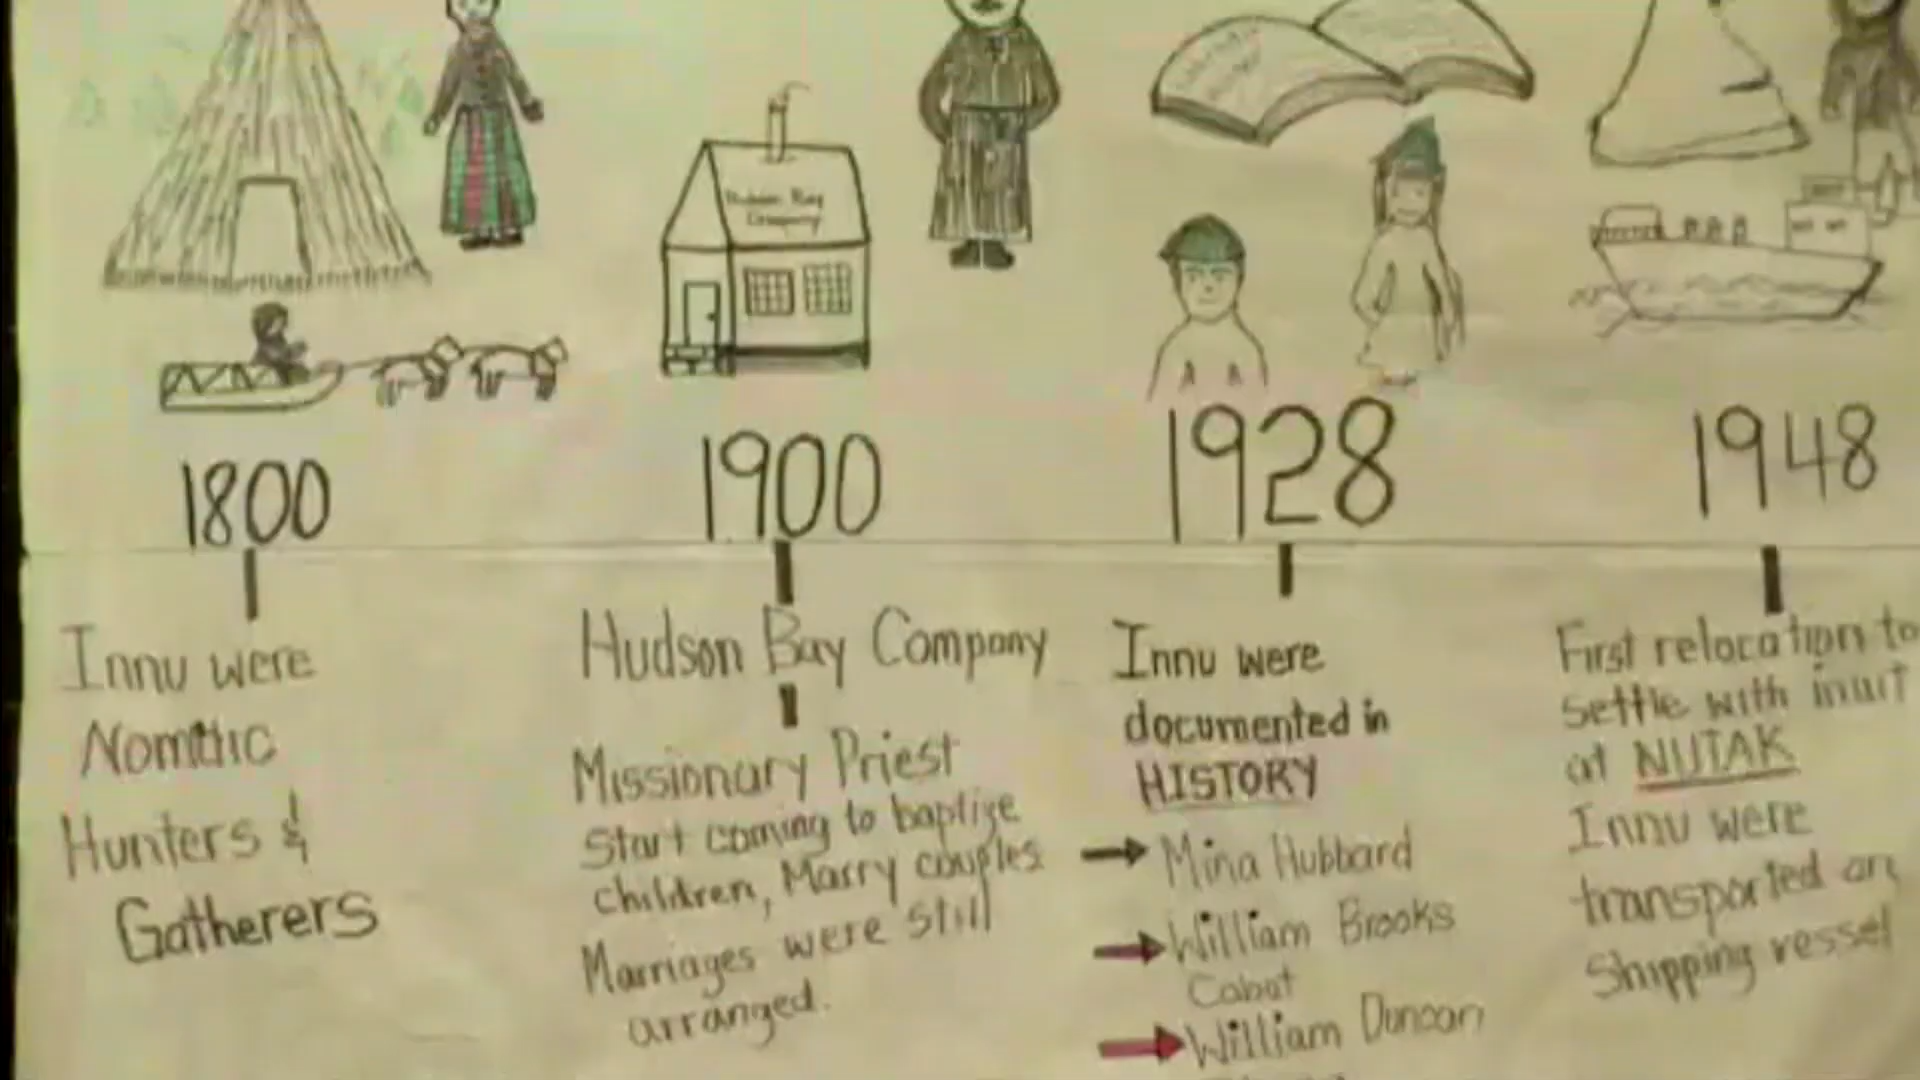 Hudson Bay
Company
1800
Innu were
Nomdic
Hunters &
Gatherers
1900
Hudson Bay Company
Missionary Priest
Start coming to baptize
children, Marry couples
Marriages were still
arranged.
1928
Innu were
documented in
HISTORY
Mina Hubbard
William Brooks
Cabot
William Duncan
1948
First relocation to
settle with inuit
at NUTAK
Innu were
transported on
Shipping vessel